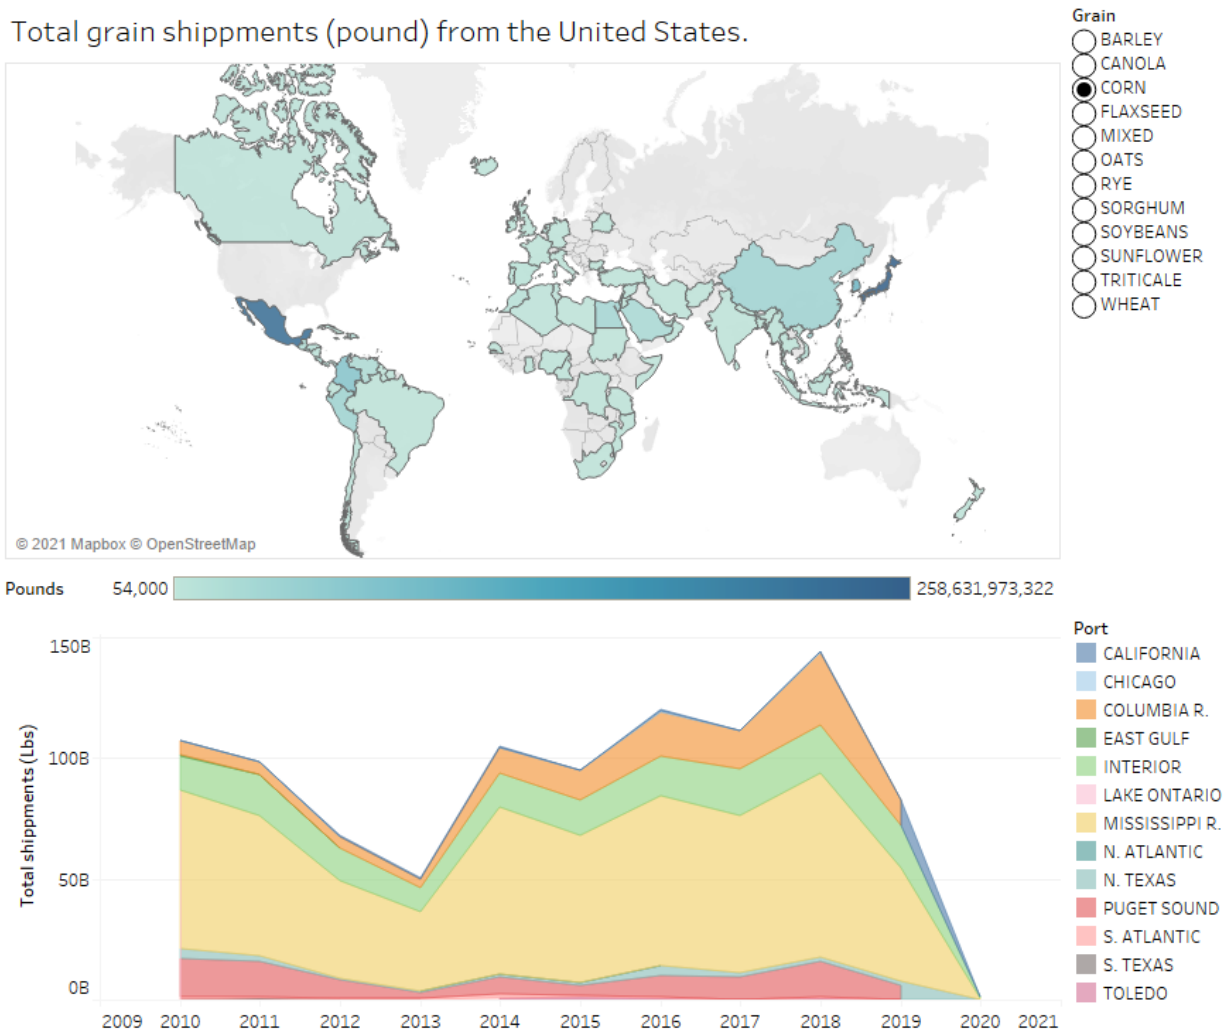 Total grain shippments (pound) from the United States.
Grain
BARLEY
CANOLA
CORN
FLAXSEED
MIXED
OATS
RYE
SORGHUM
SOYBEANS
SUNFLOWER
TRITICALE
WHEAT
© 2021 Mapbox © OpenStreetMap
Pounds
54,000
258,631,973,322
Total shippments (Lbs)
150B
100B
50B
0B
2009 2010 2011 2012 2013 2014 2015 2016 2017 2018 2019 2020 2021
Port
CALIFORNIA
CHICAGO
COLUMBIA R.
EAST GULF
INTERIOR
LAKE ONTARIO
MISSISSIPPI R.
N. ATLANTIC
N. TEXAS
PUGET SOUND
S. ATLANTIC
S. TEXAS
TOLEDO